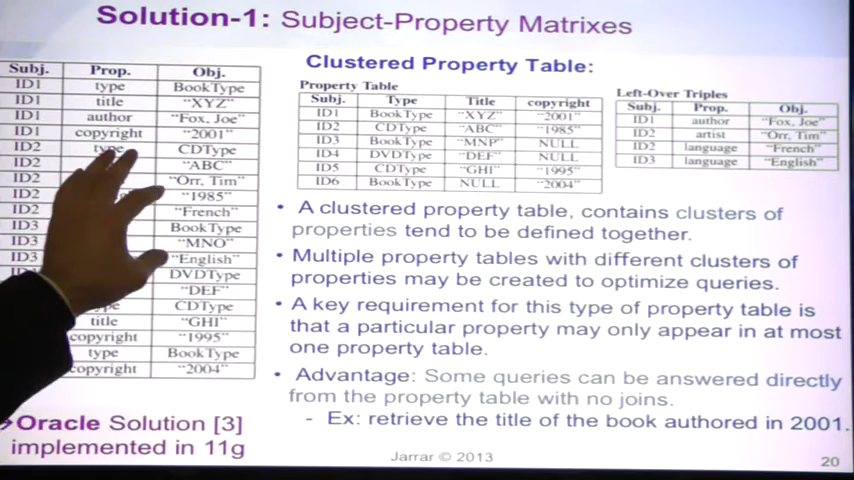 Solution-1: Subject-Property Matrixes
Subj. Prop. Obj.
ID1 type BookType
ID1 title "XYZ"
ID1 author "Fox, Joe"
ID1 copyright "2001"
ID2 type CDType
ID2 "ABC"
ID2 "Orr, Tim"
ID2 "1985"
ID2 "French"
ID3 BookType
ID3 "MNO"
ID3 "English"
DVDType
"DEF"
CDType
title "GHI"
copyright "1995"
type BookType
copyright "2004"
Oracle Solution [3]
implemented in 11g
Clustered Property Table:
Property Table
Subj. Type Title copyright
ID1 BookType "XYZ" "2001"
ID2 CDType "ABC" "1985"
ID3 BookType "MNP" NULL
ID4 DVDType "DEF" NULL
ID5 CDType "GHI" "1995"
ID6 BookType NULL "2004"
Left-Over Triples
Subj. Prop. Obj.
ID1 author "Fox, Joe"
ID2 artist "Orr, Tim"
ID2 language "French"
ID3 language "English"
• A clustered property table, contains clusters of
properties tend to be defined together.
• Multiple property tables with different clusters of
properties may be created to optimize queries.
• A key requirement for this type of property table is
that a particular property may only appear in at most
one property table.
• Advantage: Some queries can be answered directly
from the property table with no joins.
- Ex: retrieve the title of the book authored in 2001.
Jarrar © 2013
20